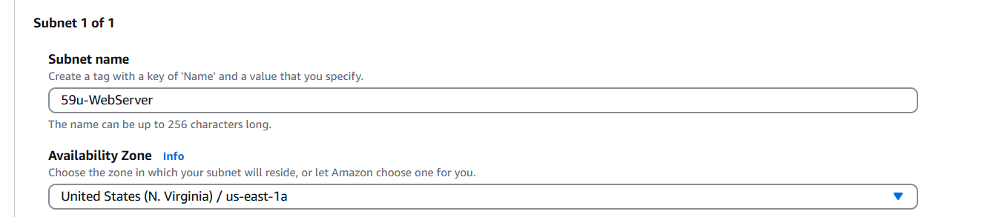 Subnet 1 of 1
Subnet name
Create a tag with a key of 'Name' and a value that you specify.
59u-WebServer
The name can be up to 256 characters long.
Availability Zone Info
Choose the zone in which your subnet will reside, or let Amazon choose one for you.
United States (N. Virginia) / us-east-1a